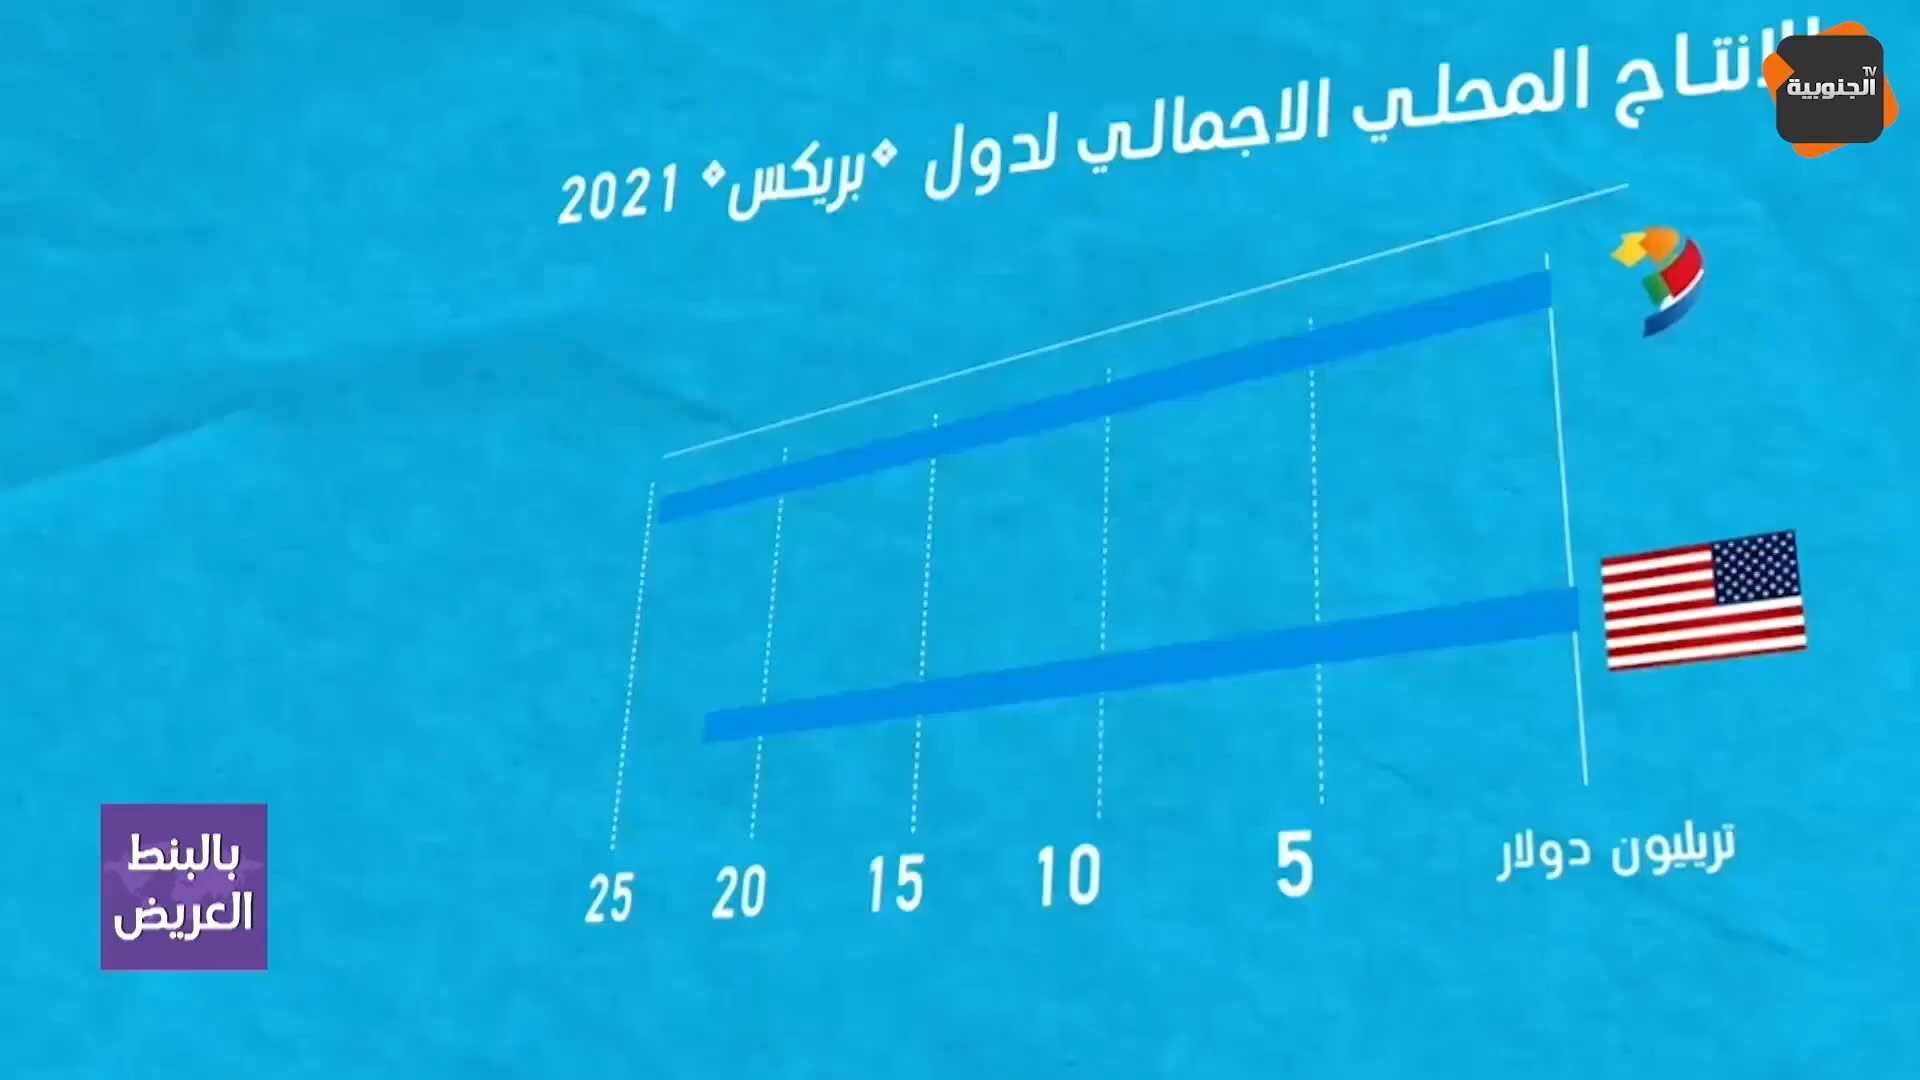 الانتاج المحلي الاجمالي لدول "بريكس" 2021
الجنوبية TV
تريليون دولار
5
10
15
20
25
بالبنط
العريض